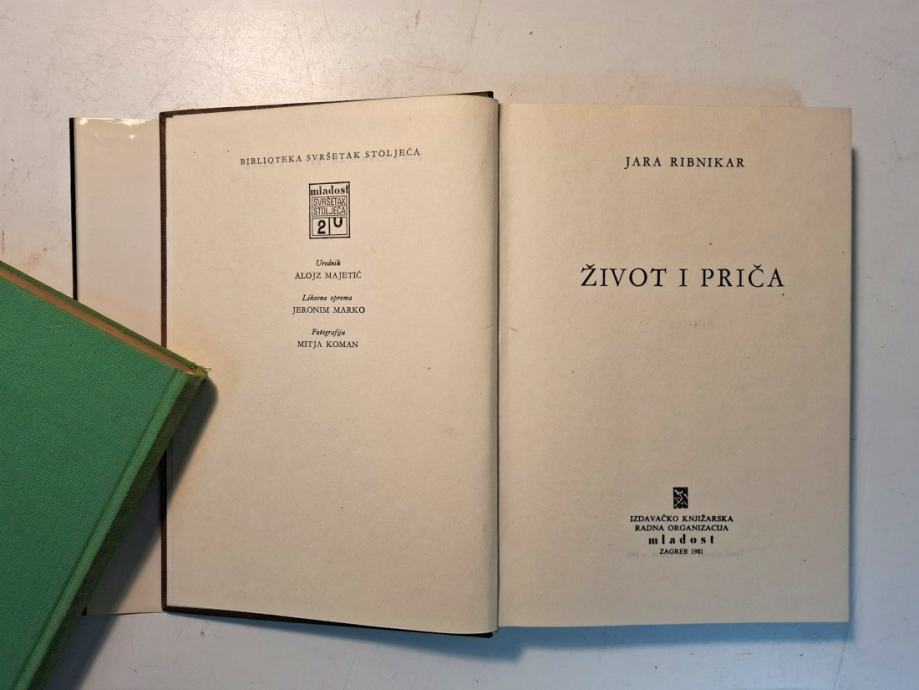 BIBLIOTEKA SVRŠETAK STOLJEĆA
mladost
SVRŠETAK
STOLJEĆA
2 U
Urednik
ALOJZ MAJETIĆ
Likovna oprema
JERONIM MARKO
Fotografija
MITJA KOMAN
JARA RIBNIKAR
ŽIVOT I PRIČA
IZDAVAČKO KNJIŽARSKA
RADNA ORGANIZACIJA
mladost
ZAGREB 1981